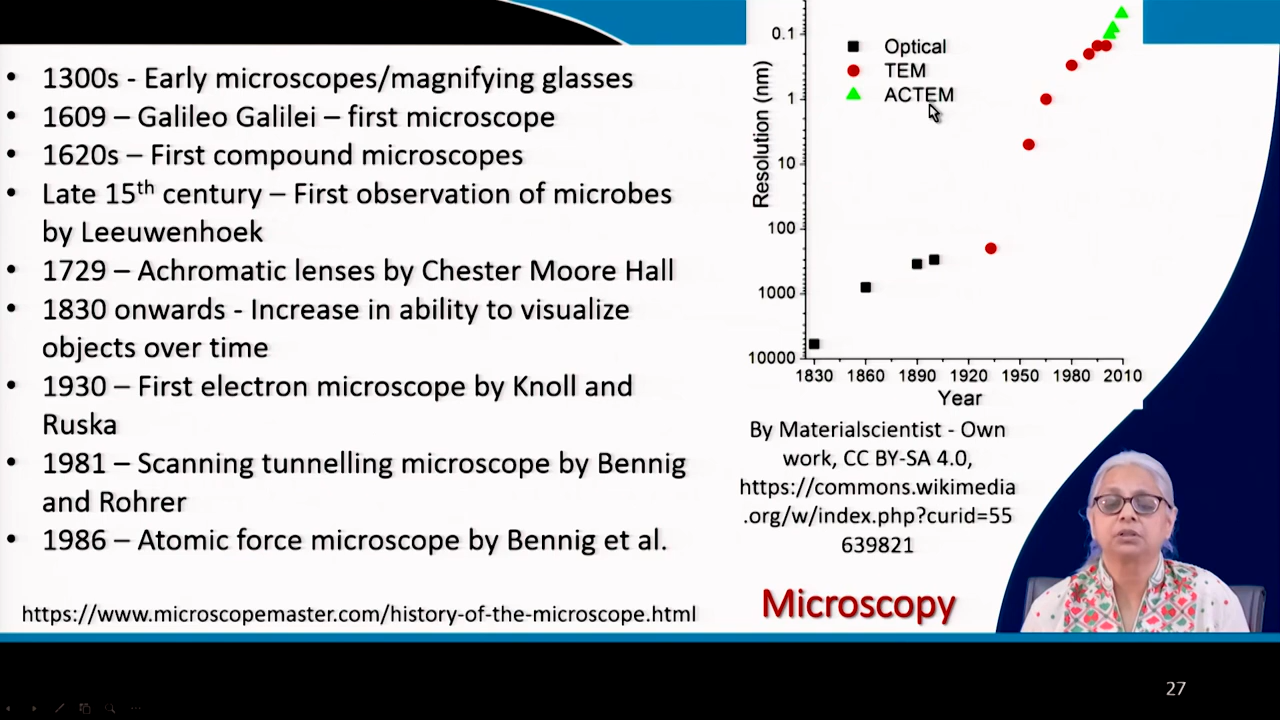 • 1300s - Early microscopes/magnifying glasses
• 1609 – Galileo Galilei – first microscope
• 1620s – First compound microscopes
• Late 15th century – First observation of microbes
by Leeuwenhoek
• 1729 – Achromatic lenses by Chester Moore Hall
• 1830 onwards - Increase in ability to visualize
objects over time
• 1930 – First electron microscope by Knoll and
Ruska
• 1981 – Scanning tunnelling microscope by Bennig
and Rohrer
• 1986 – Atomic force microscope by Bennig et al.
https://www.microscopemaster.com/history-of-the-microscope.html
Resolution (nm)
0.1
1
10
100
1000
10000
Optical
TEM
ACTEM
1830 1860 1890 1920 1950 1980 2010
Year
By Materialscientist - Own
work, CC BY-SA 4.0,
https://commons.wikimedia
.org/w/index.php?curid=55
639821
Microscopy
27